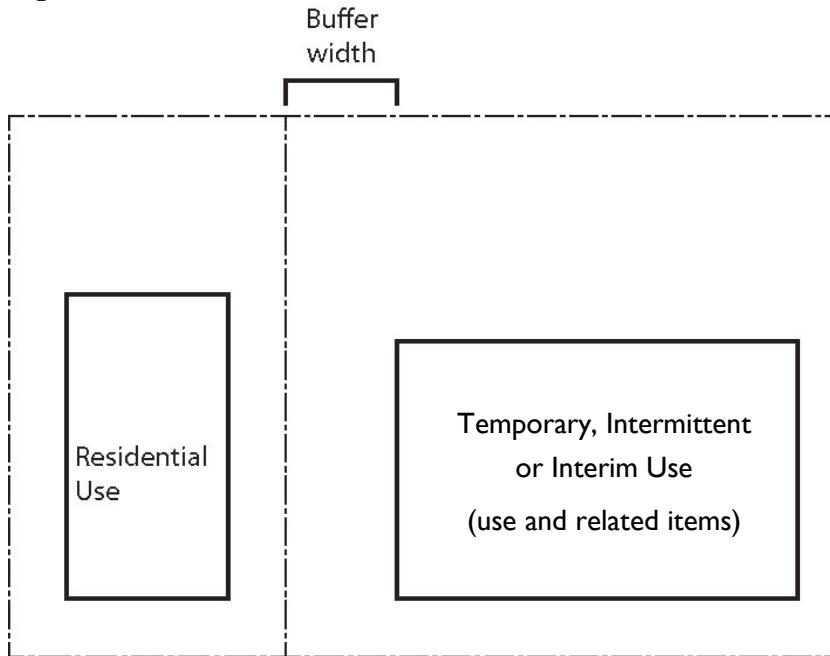 Buffer
width
Residential
Use
Temporary, Intermittent
or Interim Use
(use and related items)